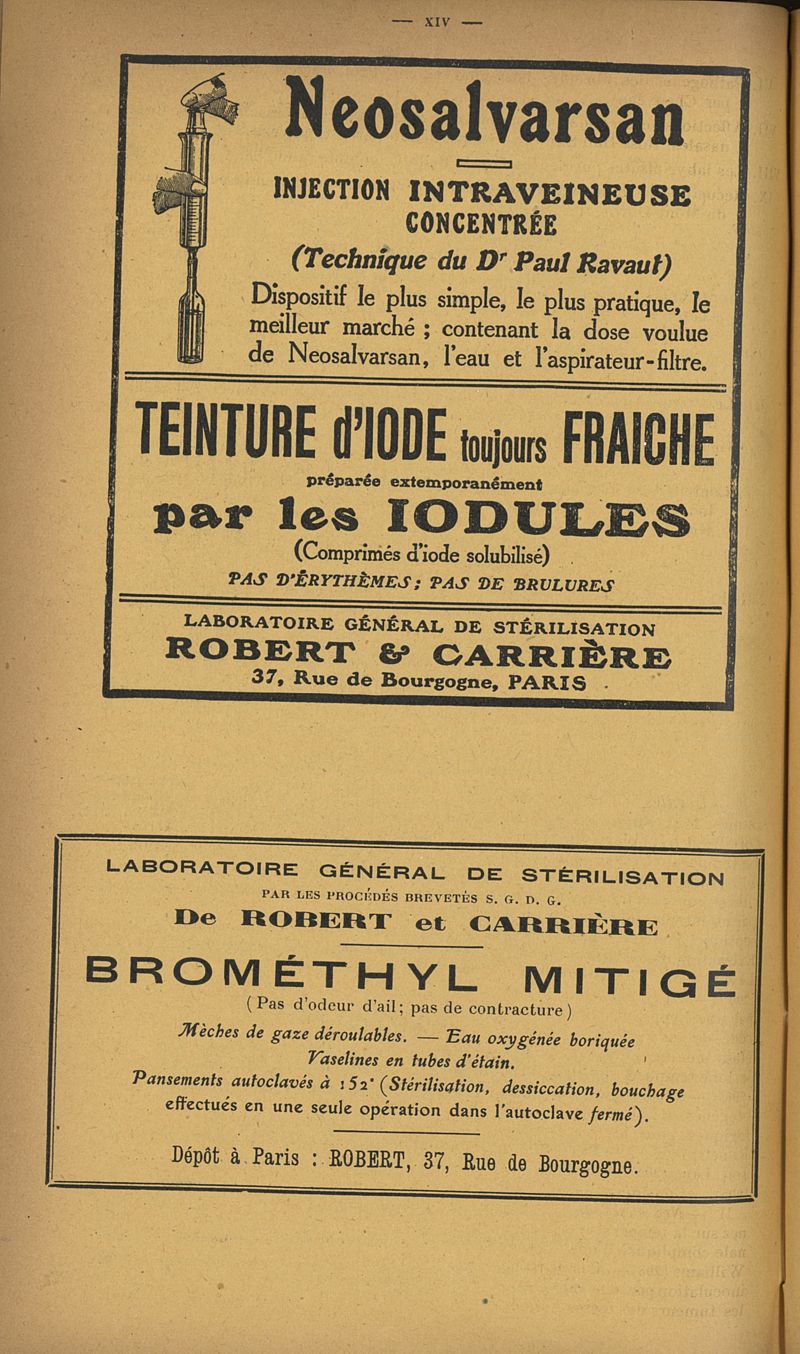 — XIV —
Neosalvarsan
INJECTION INTRAVEINEUSE
CONCENTRÉE
(Technique du Dr Paul Ravaut)
Dispositif le plus simple, le plus pratique, le
meilleur marché ; contenant la dose voulue
de Neosalvarsan, l'eau et l'aspirateur-filtre.
TEINTURE d'IODE toujours FRAICHE
préparée extemporanément
par les IODULES
(Comprimés d'iode solubilisé)
PAS D'ÉRYTHÈMES ; PAS DE BRULURES
LABORATOIRE GÉNÉRAL DE STÉRILISATION
ROBERT & CARRIÈRE
37, Rue de Bourgogne, PARIS
LABORATOIRE GÉNÉRAL DE STÉRILISATION
PAR LES PROCÉDÉS BREVETÉS S. G. D. G.
De ROBERT et CARRIÈRE
BROMÉTHYL MITIGÉ
(Pas d'odeur d'ail ; pas de contracture)
Mèches de gaze déroulables. — Eau oxygénée boriquée
Vaselines en tubes d'étain.
Pansements autoclavés à 152° (Stérilisation, dessiccation, bouchage
effectués en une seule opération dans l'autoclave fermé).
Dépôt à Paris : ROBERT, 37, Rue de Bourgogne.